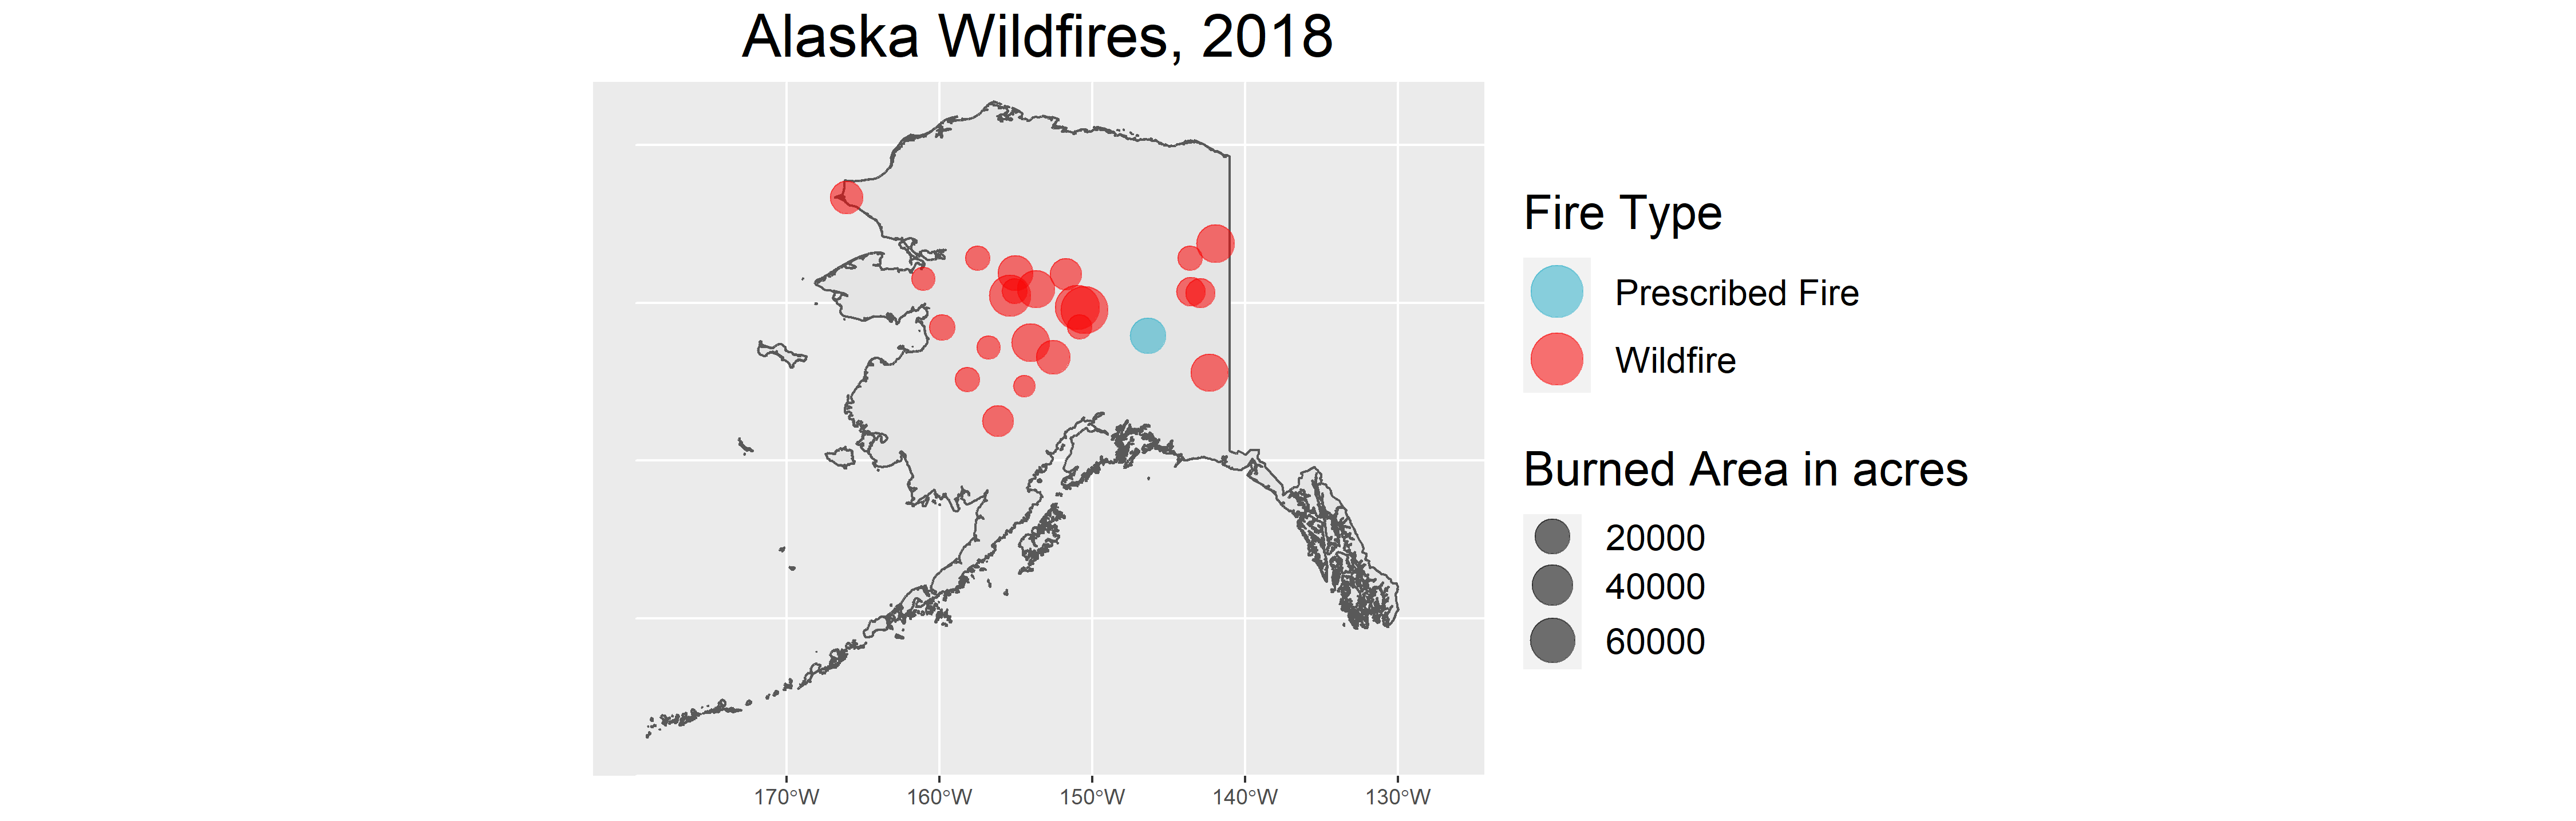 Alaska Wildfires, 2018
Fire Type
Prescribed Fire
Wildfire
Burned Area in acres
20000
40000
60000
170°W 160°W 150°W 140°W 130°W